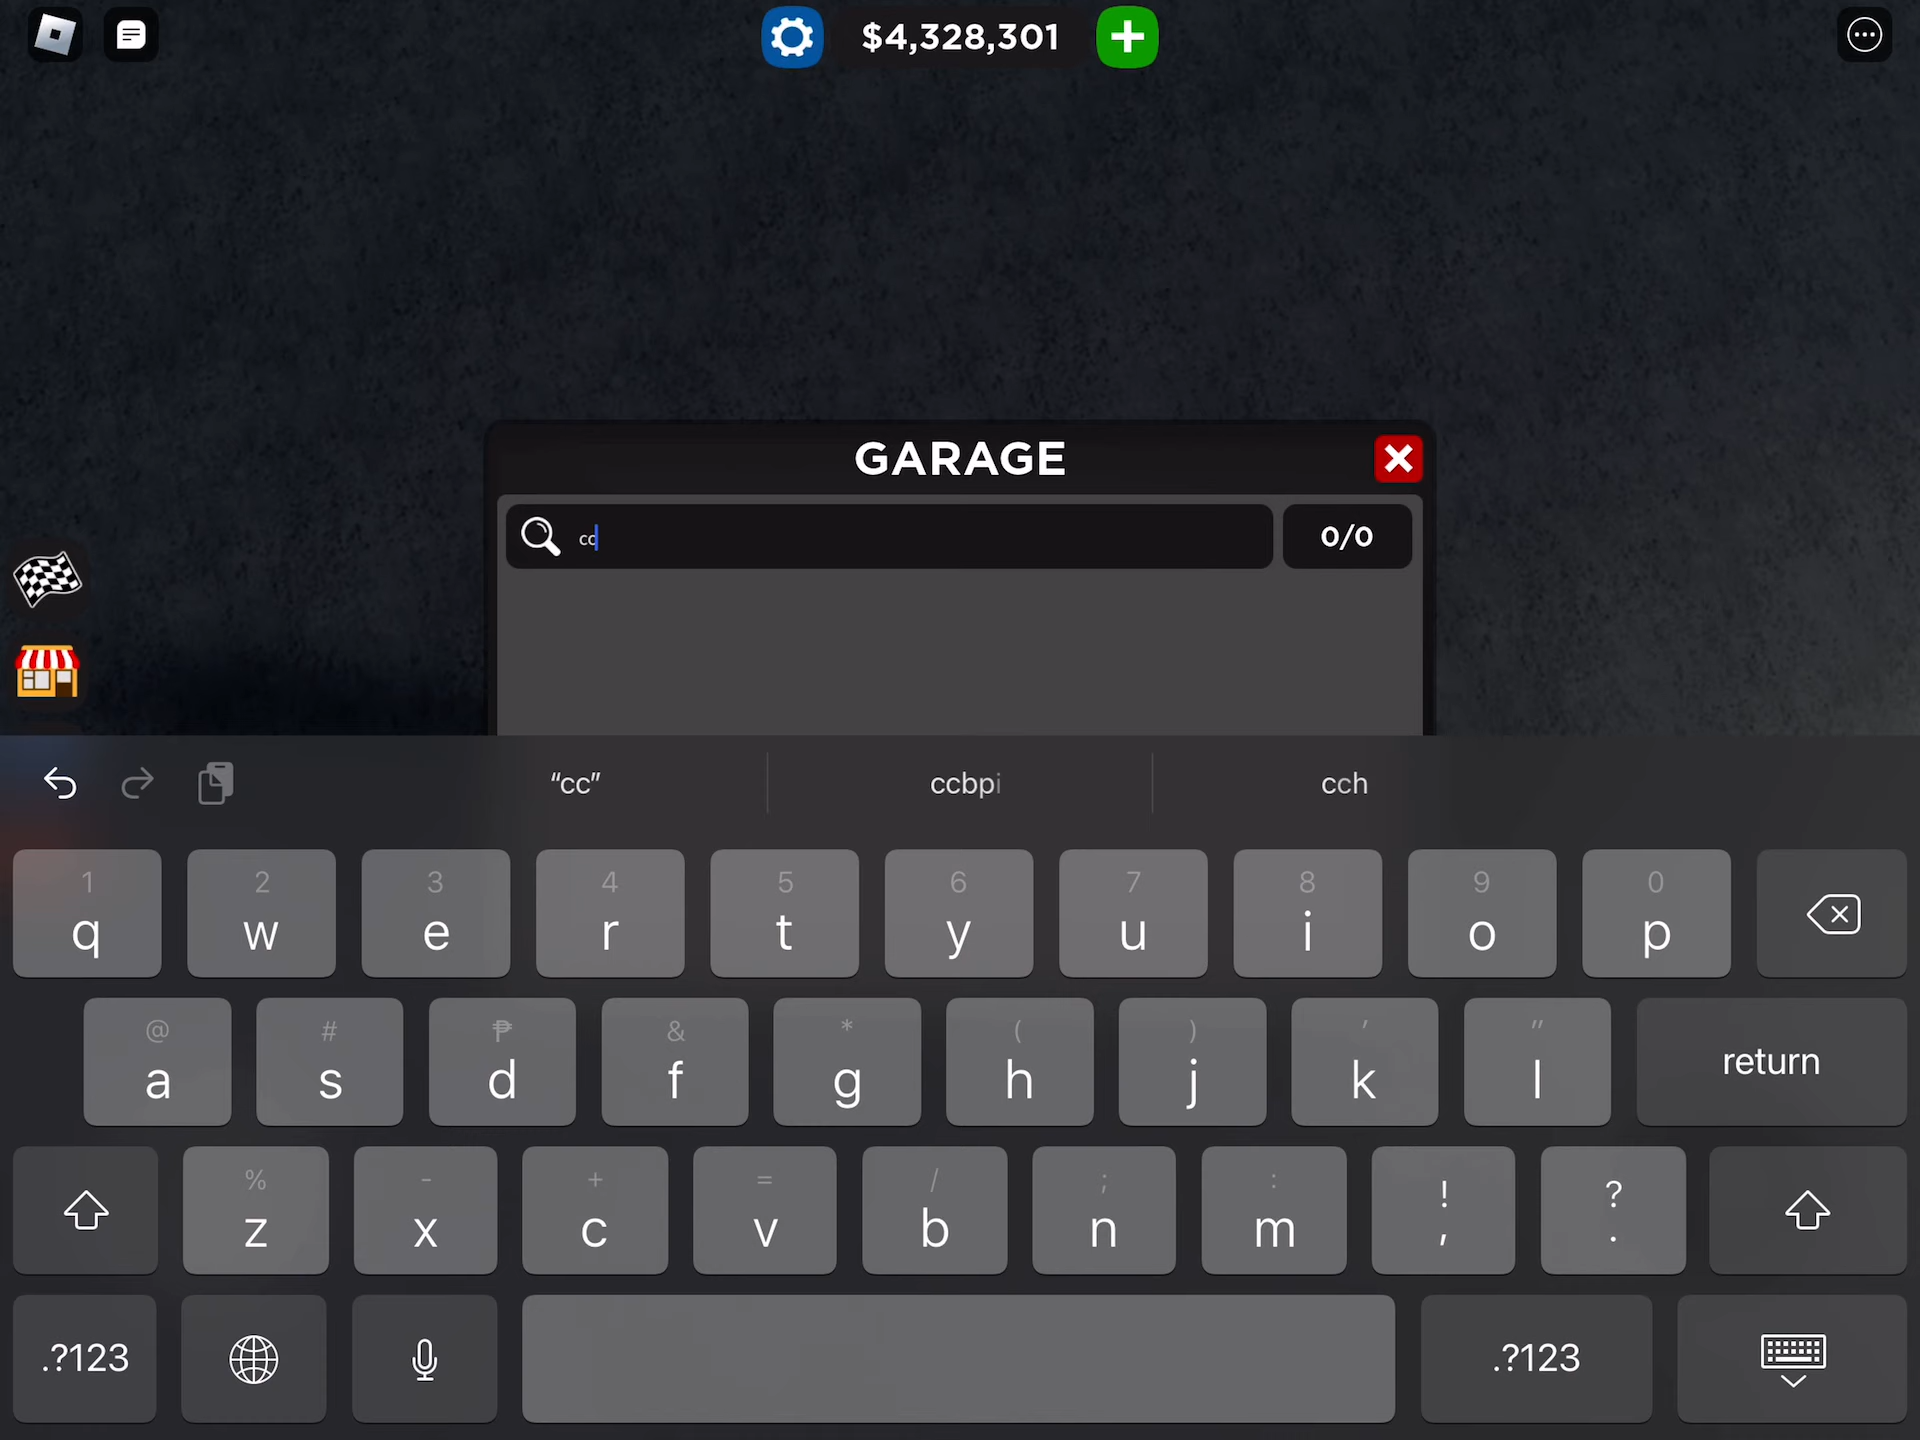 $4,328,301
GARAGE
cc
0/0
“cc”
ccbpi
cch
1 2 3 4 5 6 7 8 9 0
q w e r t y u i o p
@ # ₱ & * ( ) ' "
a s d f g h j k l
return
% - + = / ; : ! ?
z x c v b n m , .
.?123
.?123